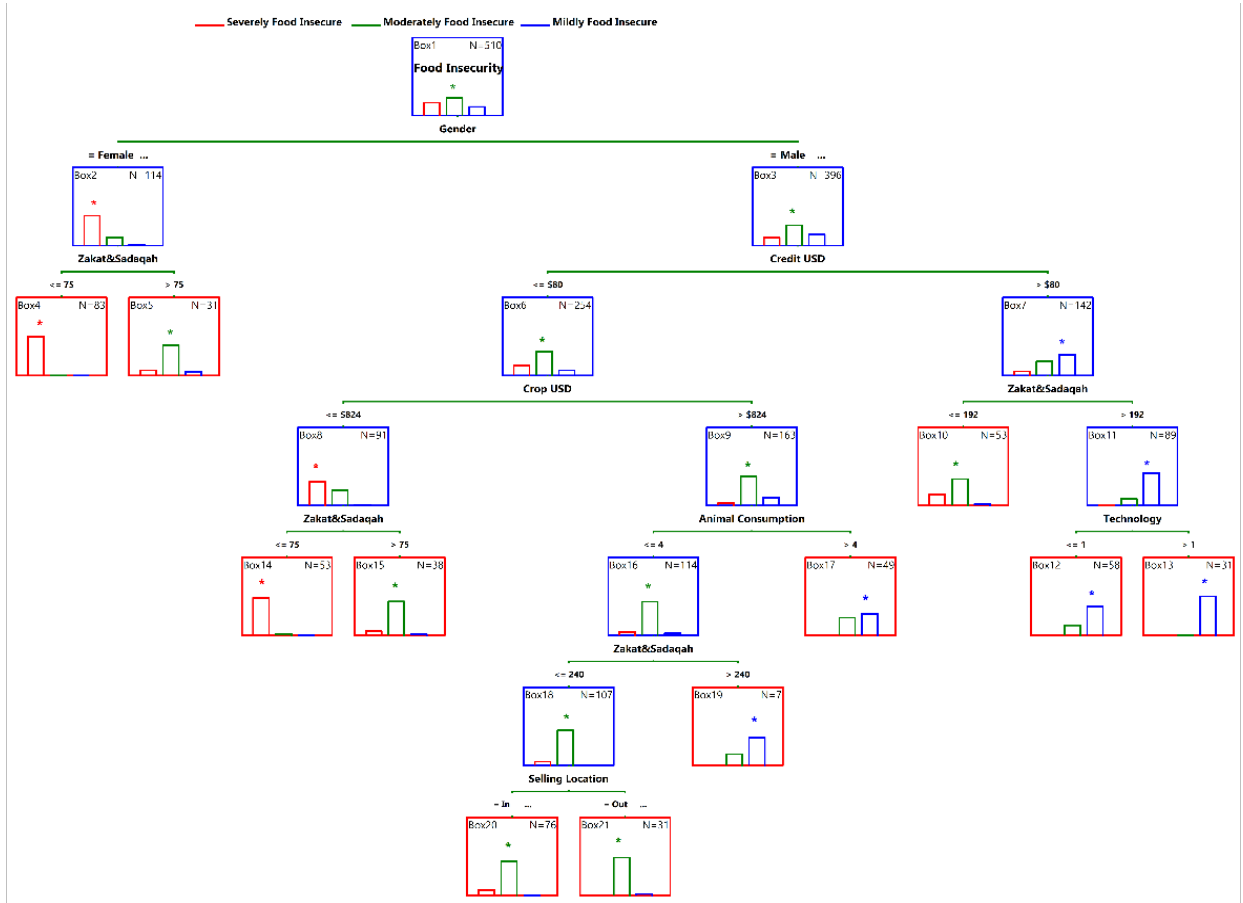 Severely Food Insecure Moderately Food Insecure Mildly Food Insecure
Box1 N=510
Food Insecurity
*
Gender
= Female ... = Male ...
Box2 N 114 Box3 N 396
* *
Zakat&Sadaqah Credit USD
<= 75 > 75 <= $80 > $80
Box4 N=83 Box5 N=31 Box6 N=254 Box7 N=142
* * * *
Crop USD Zakat&Sadaqah
<= $824 > $824 <= 192 > 192
Box8 N=91 Box9 N=163 Box10 N=53 Box11 N=89
* * * *
Zakat&Sadaqah Animal Consumption Technology
<= 75 > 75 <= 4 > 4 <= 1 > 1
Box14 N=53 Box15 N=38 Box16 N=114 Box17 N=49 Box12 N=58 Box13 N=31
* * * * * *
Zakat&Sadaqah
<= 240 > 240
Box18 N=107 Box19 N=7
* *
Selling Location
= In ... = Out ...
Box20 N=76 Box21 N=31
* *